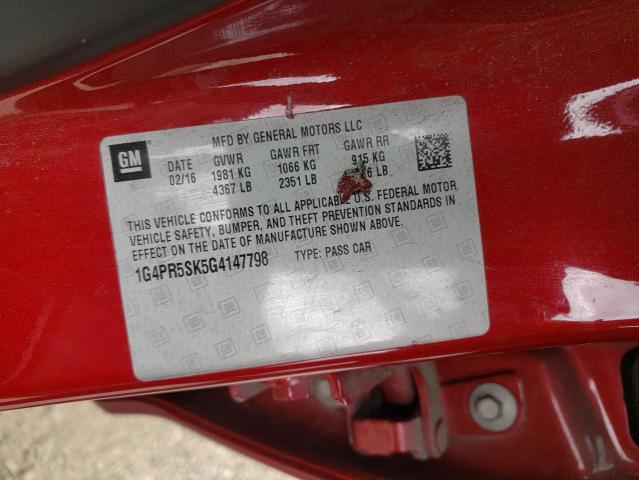 MFD BY GENERAL MOTORS LLC
GM
DATE GVWR GAWR FRT GAWR RR
02/16 1981 KG 1066 KG 915 KG
4367 LB 2351 LB LB
THIS VEHICLE CONFORMS TO ALL APPLICABLE U.S. FEDERAL MOTOR
VEHICLE SAFETY, BUMPER, AND THEFT PREVENTION STANDARDS IN
EFFECT ON THE DATE OF MANUFACTURE SHOWN ABOVE.
1G4PR5SK5G4147798 TYPE: PASS CAR